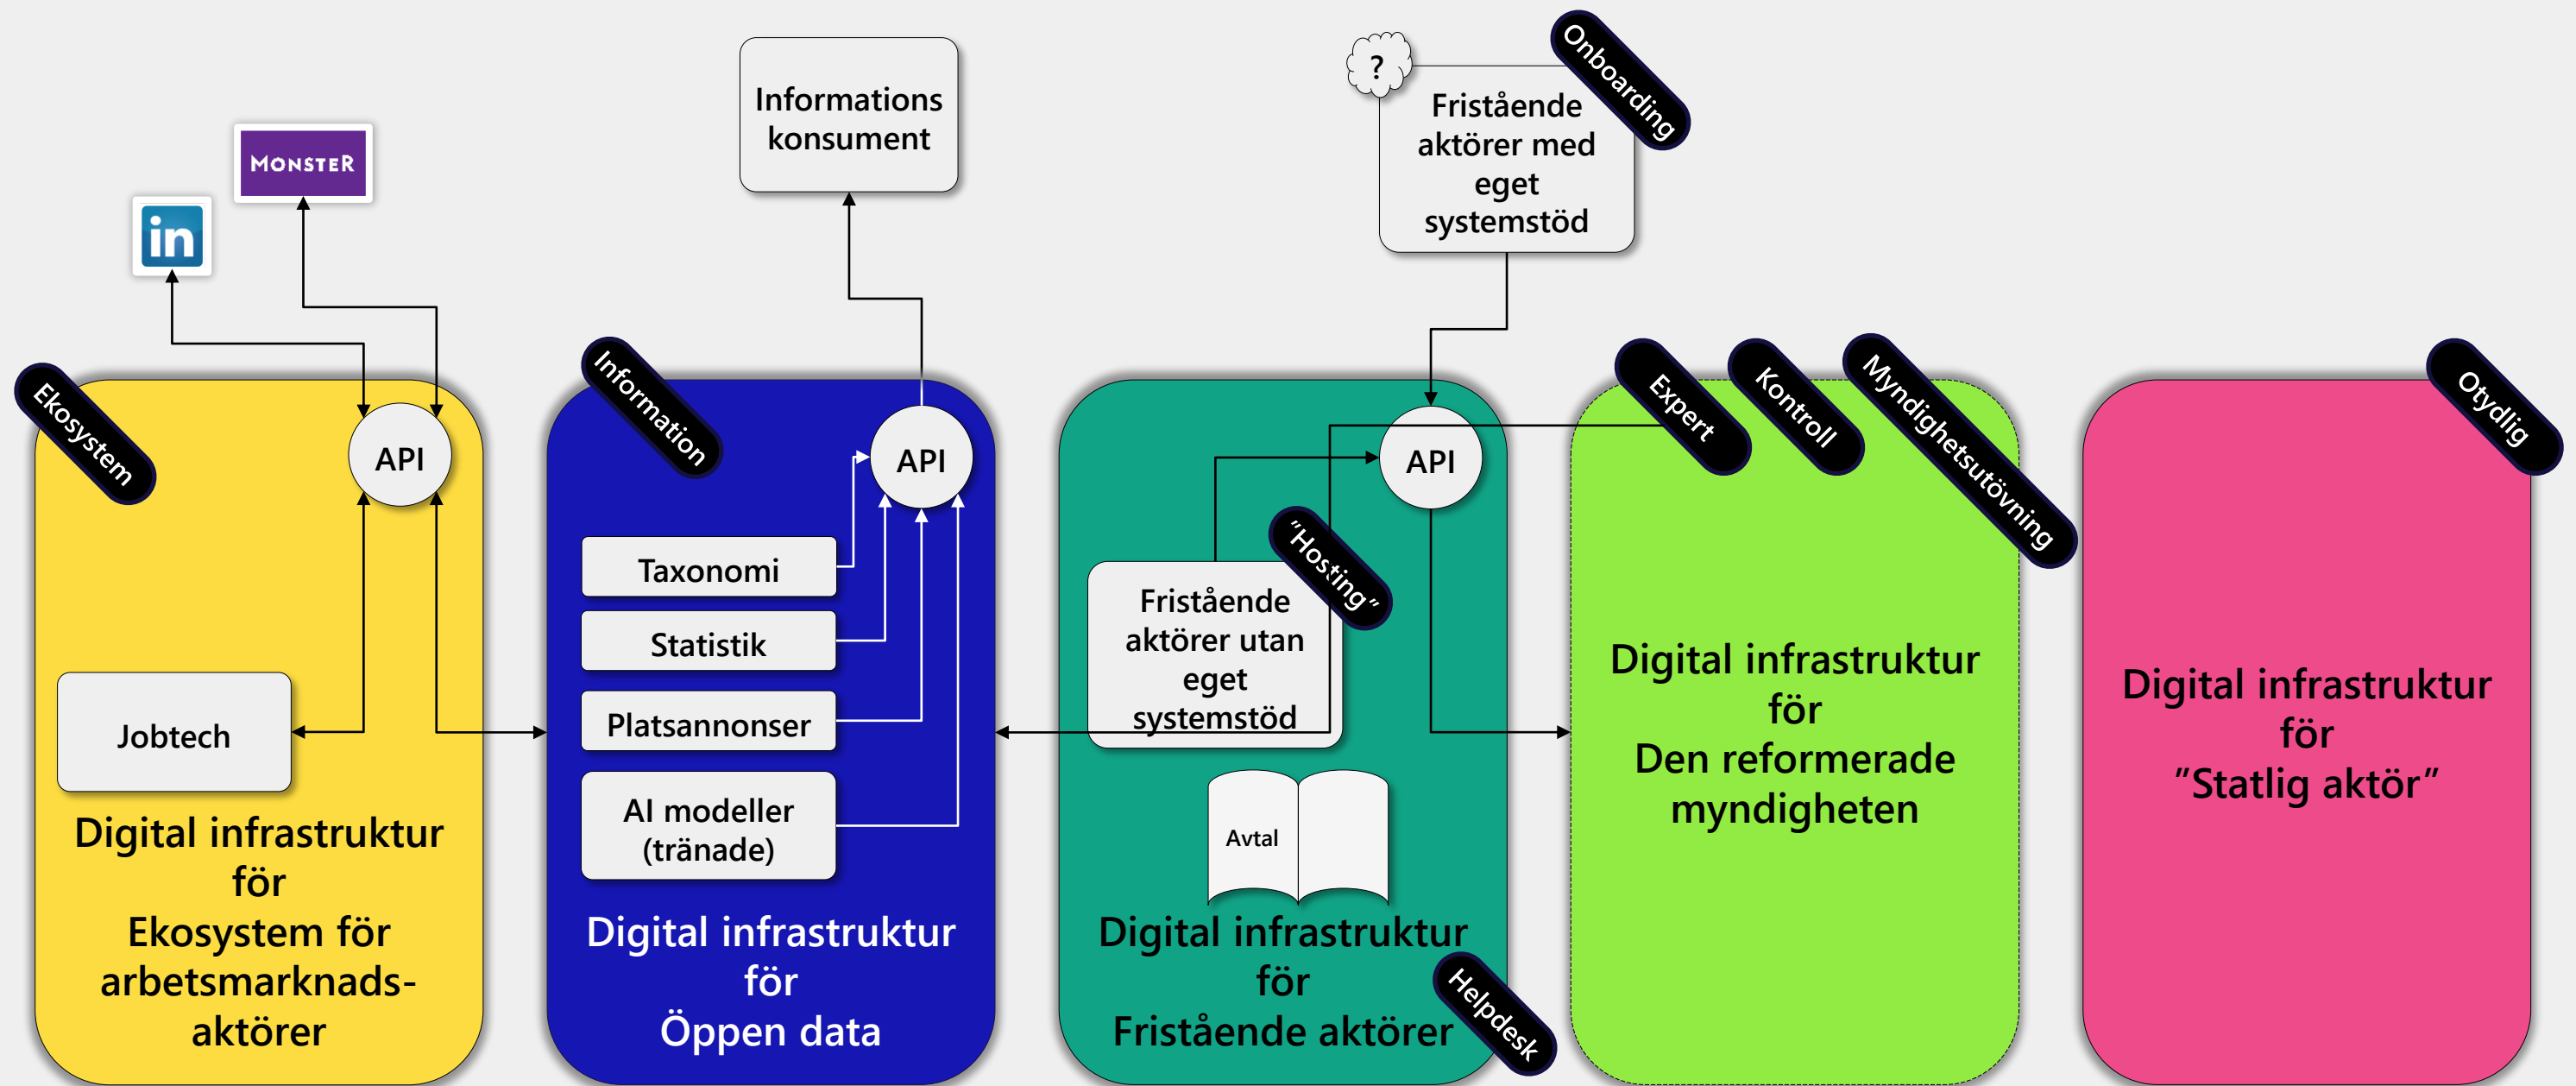 Informations
konsument
?
Onboarding
Fristående
aktörer med
eget
systemstöd
MONSTER
in
Ekosystem
API
Jobtech
Digital infrastruktur
för
Ekosystem för
arbetsmarknads-
aktörer
Information
API
Taxonomi
Statistik
Platsannonser
AI modeller
(tränade)
Digital infrastruktur
för
Öppen data
API
"Hosting"
Fristående
aktörer utan
eget
systemstöd
Avtal
Digital infrastruktur
för
Fristående aktörer
Helpdesk
Expert
Kontroll
Myndighetsutövning
Digital infrastruktur
för
Den reformerade
myndigheten
Otydlig
Digital infrastruktur
för
”Statlig aktör”